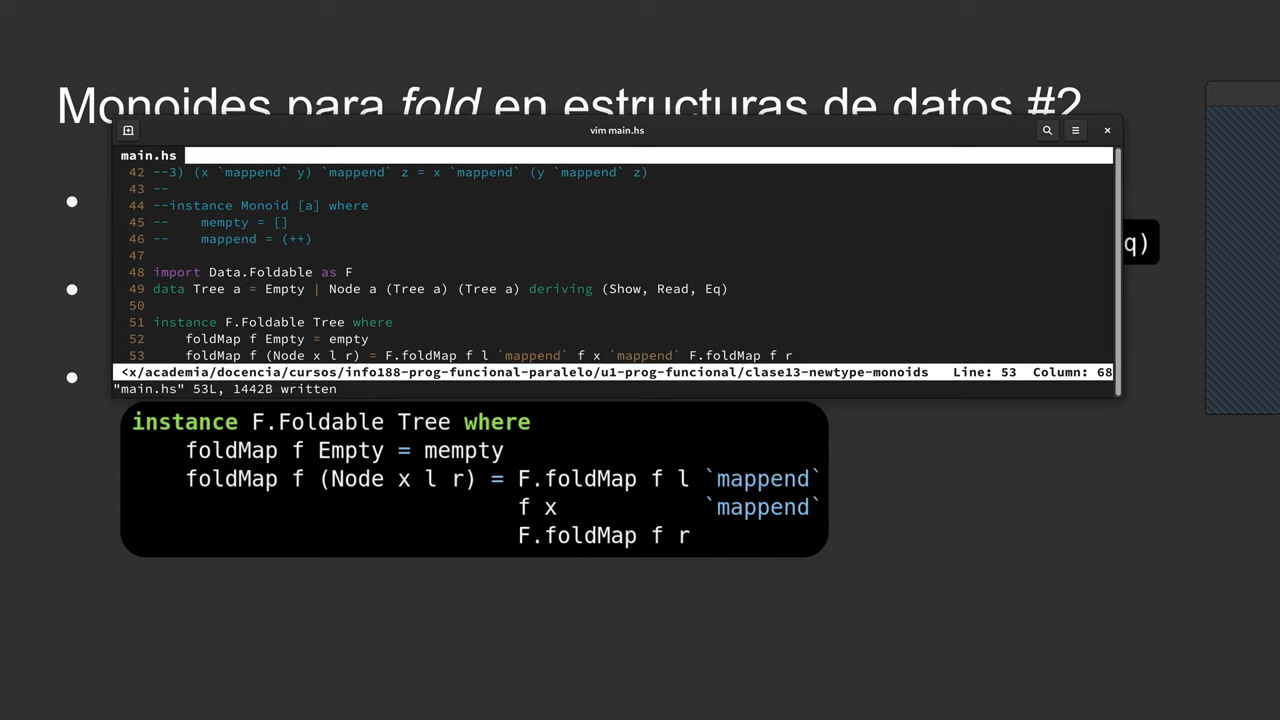 Monoides para fold en estructuras de datos #2
vim main.hs
main.hs
42 --3) (x `mappend` y) `mappend` z = x `mappend` (y `mappend` z)
43 --
44 --instance Monoid [a] where
45 --    mempty = []
46 --    mappend = (++)
47
48 import Data.Foldable as F
49 data Tree a = Empty | Node a (Tree a) (Tree a) deriving (Show, Read, Eq)
50
51 instance F.Foldable Tree where
52     foldMap f Empty = empty
53     foldMap f (Node x l r) = F.foldMap f l `mappend` f x `mappend` F.foldMap f r
<x/academia/docencia/cursos/info188-prog-funcional-paralelo/u1-prog-funcional/clase13-newtype-monoids   Line: 53  Column: 68
"main.hs" 53L, 1442B written
q)
instance F.Foldable Tree where
    foldMap f Empty = mempty
    foldMap f (Node x l r) = F.foldMap f l `mappend`
                             f x           `mappend`
                             F.foldMap f r